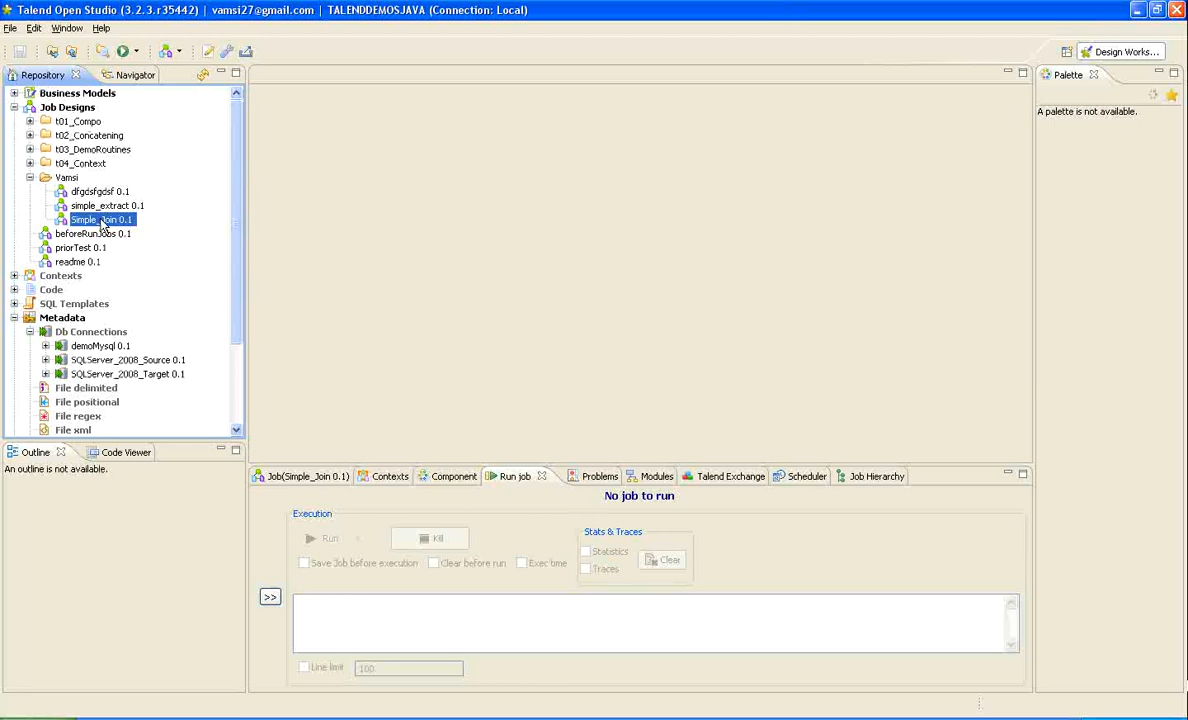 Talend Open Studio (3.2.3.r35442) | vamsi27@gmail.com | TALENDDEMOSJAVA (Connection: Local)
File Edit Window Help
Design Works...
Repository
Navigator
Business Models
Job Designs
t01_Compo
t02_Concatening
t03_DemoRoutines
t04_Context
Vamsi
dfgdsfgdsf 0.1
simple_extract 0.1
Simple_Join 0.1
beforeRunJobs 0.1
priorTest 0.1
readme 0.1
Contexts
Code
SQL Templates
Metadata
Db Connections
demoMysql 0.1
SQLServer_2008_Source 0.1
SQLServer_2008_Target 0.1
File delimited
File positional
File regex
File xml
Palette
A palette is not available.
Outline
Code Viewer
An outline is not available.
Job(Simple_Join 0.1) Contexts Component Run job Problems Modules Talend Exchange Scheduler Job Hierarchy
No job to run
Execution
Run
Kill
Save Job before execution
Clear before run
Exec time
Stats & Traces
Statistics
Traces
Clear
>>
Line limit
100